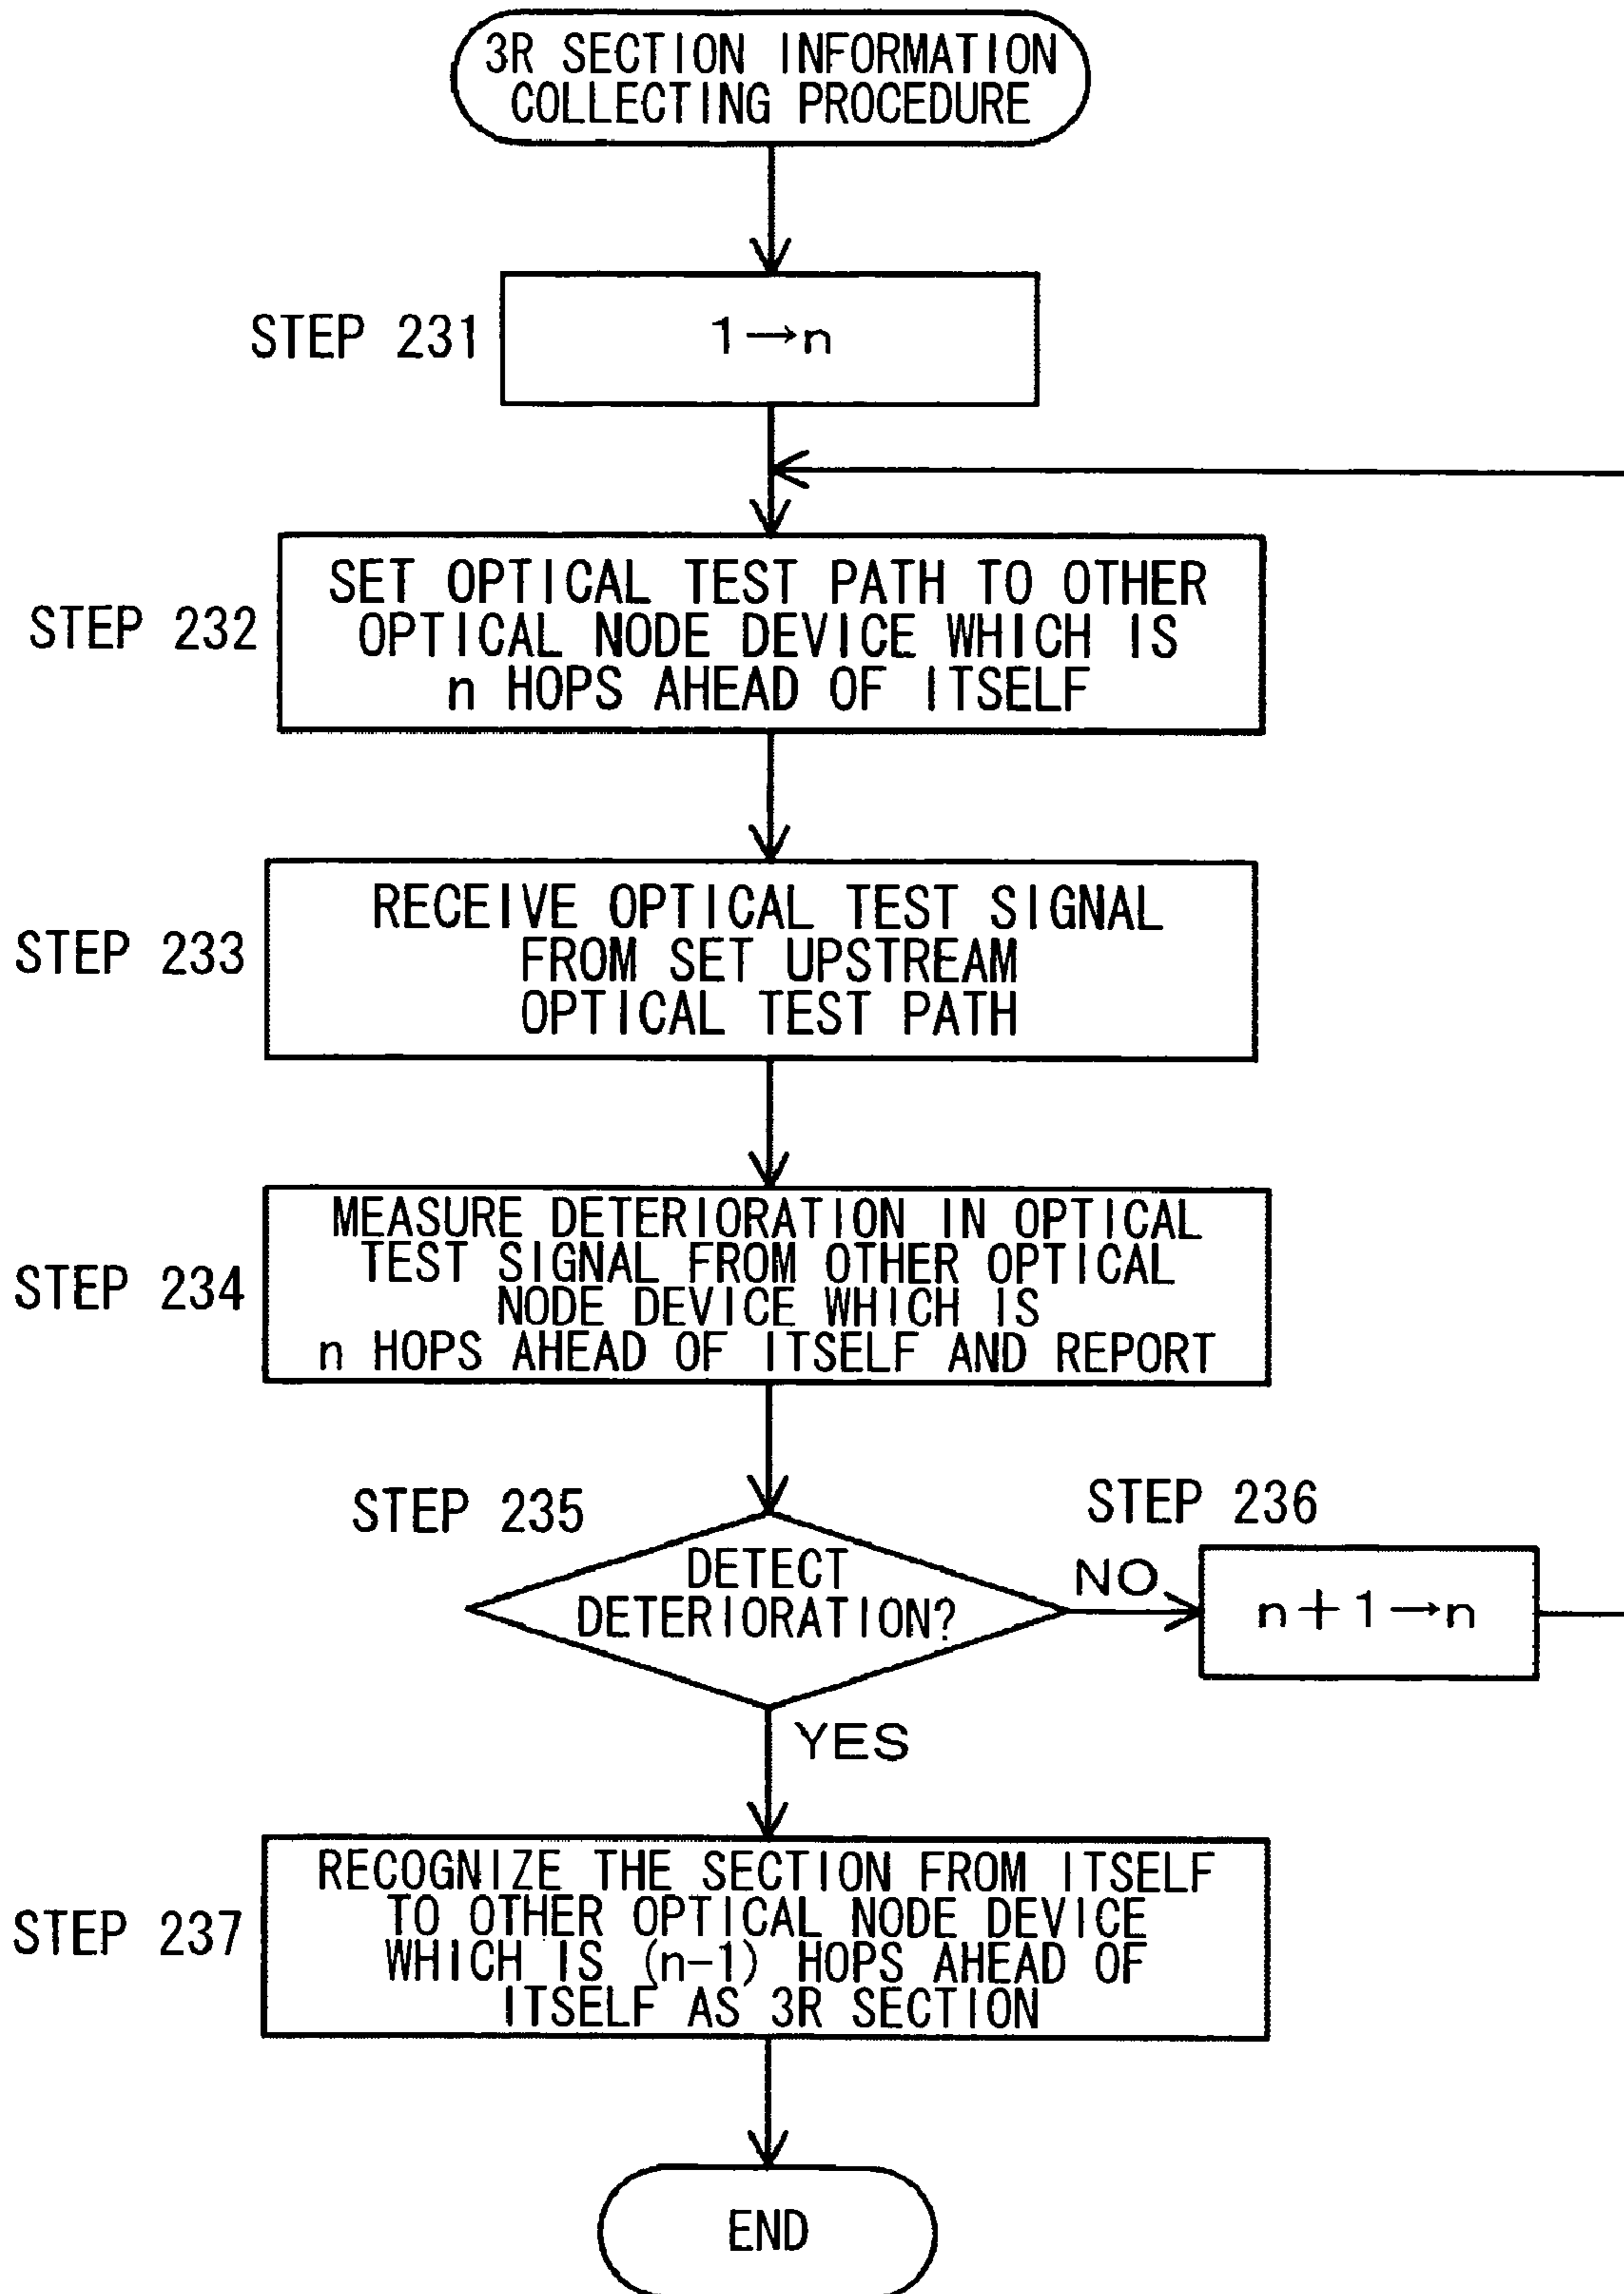 3R SECTION INFORMATION
COLLECTING PROCEDURE
STEP 231
1→n
STEP 232
SET OPTICAL TEST PATH TO OTHER
OPTICAL NODE DEVICE WHICH IS
n HOPS AHEAD OF ITSELF
STEP 233
RECEIVE OPTICAL TEST SIGNAL
FROM SET UPSTREAM
OPTICAL TEST PATH
STEP 234
MEASURE DETERIORATION IN OPTICAL
TEST SIGNAL FROM OTHER OPTICAL
NODE DEVICE WHICH IS
n HOPS AHEAD OF ITSELF AND REPORT
STEP 235
DETECT
DETERIORATION?
NO
STEP 236
n+1→n
YES
STEP 237
RECOGNIZE THE SECTION FROM ITSELF
TO OTHER OPTICAL NODE DEVICE
WHICH IS (n-1) HOPS AHEAD OF
ITSELF AS 3R SECTION
END